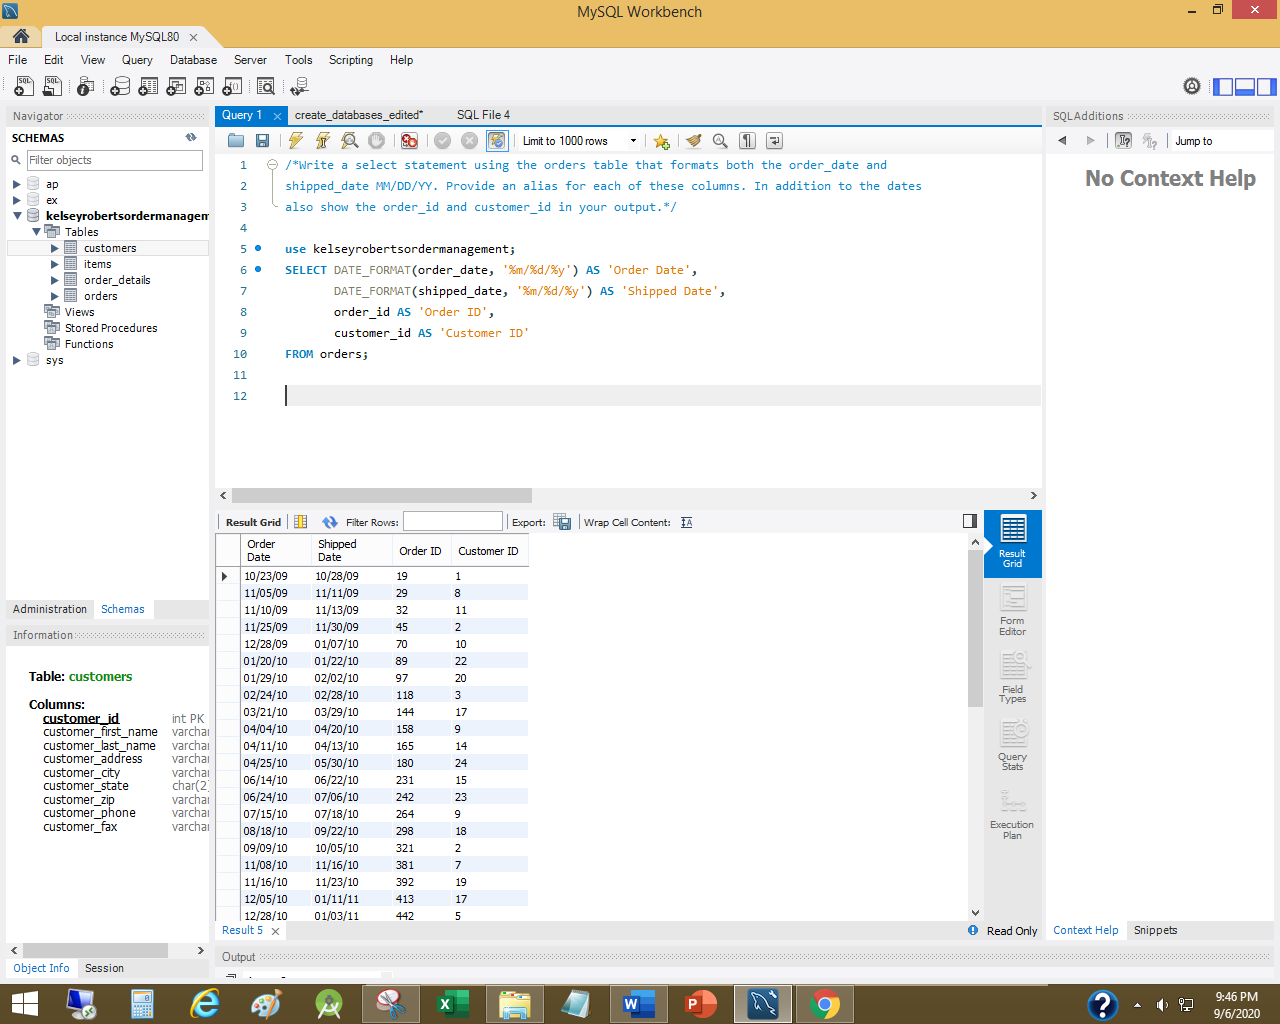 MySQL Workbench
Local instance MySQL80
File Edit View Query Database Server Tools Scripting Help
Navigator
SCHEMAS
Filter objects
ap
ex
kelseyrobertsordermanagem
Tables
customers
items
order_details
orders
Views
Stored Procedures
Functions
sys
Administration Schemas
Information
Table: customers
Columns:
customer_id int PK
customer_first_name varchar
customer_last_name varchar
customer_address varchar
customer_city varchar
customer_state char(2)
customer_zip varchar
customer_phone varchar
customer_fax varchar
Object Info Session
Query 1 create_databases_edited* SQL File 4
Limit to 1000 rows
1 /*Write a select statement using the orders table that formats both the order_date and
2 shipped_date MM/DD/YY. Provide an alias for each of these columns. In addition to the dates
3 also show the order_id and customer_id in your output.*/
4
5 use kelseyrobertsordermanagement;
6 SELECT DATE_FORMAT(order_date, '%m/%d/%y') AS 'Order Date',
7 DATE_FORMAT(shipped_date, '%m/%d/%y') AS 'Shipped Date',
8 order_id AS 'Order ID',
9 customer_id AS 'Customer ID'
10 FROM orders;
11
12
Result Grid Filter Rows: Export: Wrap Cell Content:
Order Date Shipped Date Order ID Customer ID
10/23/09 10/28/09 19 1
11/05/09 11/11/09 29 8
11/10/09 11/13/09 32 11
11/25/09 11/30/09 45 2
12/28/09 01/07/10 70 10
01/20/10 01/22/10 89 22
01/29/10 02/02/10 97 20
02/24/10 02/28/10 118 3
03/21/10 03/29/10 144 17
04/04/10 04/20/10 158 9
04/11/10 04/13/10 165 14
04/25/10 05/30/10 180 24
06/14/10 06/22/10 231 15
06/24/10 07/06/10 242 23
07/15/10 07/18/10 264 9
08/18/10 09/22/10 298 18
09/09/10 10/05/10 321 2
11/08/10 11/16/10 381 7
11/16/10 11/23/10 392 19
12/05/10 01/11/11 413 17
12/28/10 01/03/11 442 5
Result Grid
Form Editor
Field Types
Query Stats
Execution Plan
Result 5 Read Only
Output
SQLAdditions
Jump to
No Context Help
Context Help Snippets
9:46 PM
9/6/2020